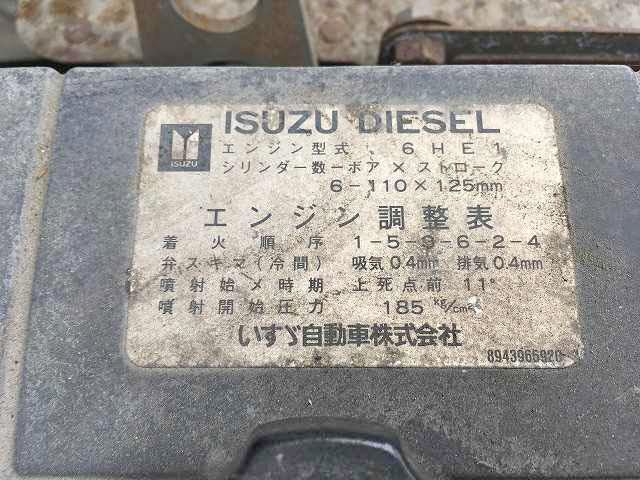 ISUZU DIESEL
ISUZU
エンジン型式、6HE1
シリンダー数ーボア×ストローク
6-110×125mm
エンジン調整表
着火順序 1-5-3-6-2-4
弁スキマ(冷間) 吸気0.4mm 排気0.4mm
噴射始メ時期 上死点前 11°
噴射開始圧力 185 kg/cm²
いすゞ自動車株式会社
8943965920-